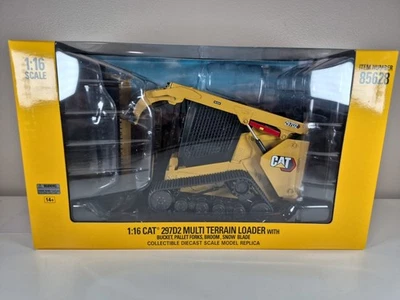 1:16
SCALE
ITEM NUMBER
85628
CAT
14+
1:16 CAT® 297D2 MULTI TERRAIN LOADER WITH
BUCKET, PALLET FORKS, BROOM, SNOW BLADE
COLLECTIBLE DIECAST SCALE MODEL REPLICA